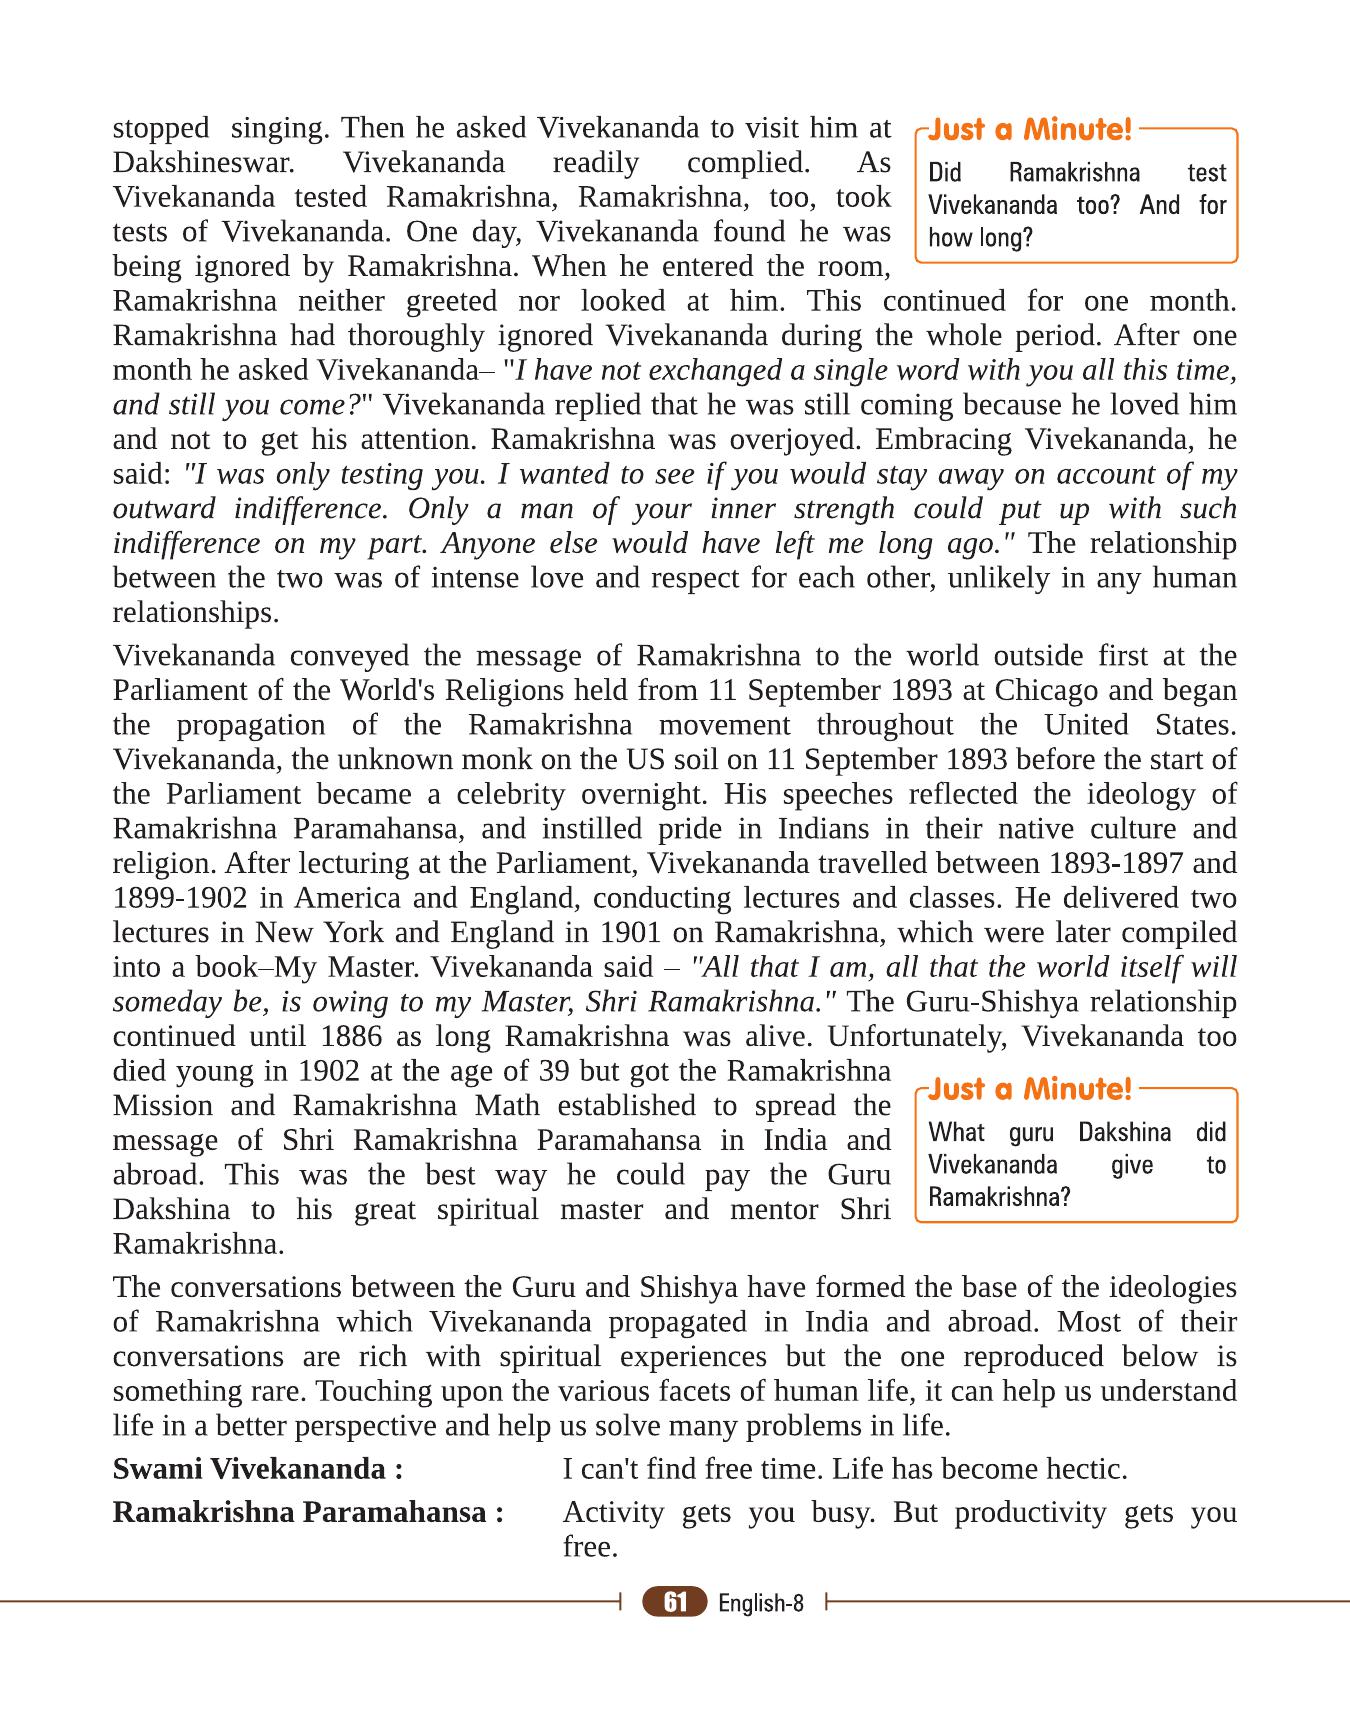 stopped singing. Then he asked Vivekananda to visit him at
Dakshineswar. Vivekananda readily complied. As
Vivekananda tested Ramakrishna, Ramakrishna, too, took
tests of Vivekananda. One day, Vivekananda found he was
being ignored by Ramakrishna. When he entered the room,
Just a Minute!
Did Ramakrishna test
Vivekananda too? And for
how long?
Ramakrishna neither greeted nor looked at him. This continued for one month.
Ramakrishna had thoroughly ignored Vivekananda during the whole period. After one
month he asked Vivekananda– "I have not exchanged a single word with you all this time,
and still you come?" Vivekananda replied that he was still coming because he loved him
and not to get his attention. Ramakrishna was overjoyed. Embracing Vivekananda, he
said: "I was only testing you. I wanted to see if you would stay away on account of my
outward indifference. Only a man of your inner strength could put up with such
indifference on my part. Anyone else would have left me long ago." The relationship
between the two was of intense love and respect for each other, unlikely in any human
relationships.
Vivekananda conveyed the message of Ramakrishna to the world outside first at the
Parliament of the World's Religions held from 11 September 1893 at Chicago and began
the propagation of the Ramakrishna movement throughout the United States.
Vivekananda, the unknown monk on the US soil on 11 September 1893 before the start of
the Parliament became a celebrity overnight. His speeches reflected the ideology of
Ramakrishna Paramahansa, and instilled pride in Indians in their native culture and
religion. After lecturing at the Parliament, Vivekananda travelled between 1893-1897 and
1899-1902 in America and England, conducting lectures and classes. He delivered two
lectures in New York and England in 1901 on Ramakrishna, which were later compiled
into a book–My Master. Vivekananda said – "All that I am, all that the world itself will
someday be, is owing to my Master, Shri Ramakrishna." The Guru-Shishya relationship
continued until 1886 as long Ramakrishna was alive. Unfortunately, Vivekananda too
died young in 1902 at the age of 39 but got the Ramakrishna
Mission and Ramakrishna Math established to spread the
message of Shri Ramakrishna Paramahansa in India and
abroad. This was the best way he could pay the Guru
Dakshina to his great spiritual master and mentor Shri
Ramakrishna.
Just a Minute!
What guru Dakshina did
Vivekananda give to
Ramakrishna?
The conversations between the Guru and Shishya have formed the base of the ideologies
of Ramakrishna which Vivekananda propagated in India and abroad. Most of their
conversations are rich with spiritual experiences but the one reproduced below is
something rare. Touching upon the various facets of human life, it can help us understand
life in a better perspective and help us solve many problems in life.
Swami Vivekananda : I can't find free time. Life has become hectic.
Ramakrishna Paramahansa : Activity gets you busy. But productivity gets you
free.
61 English-8